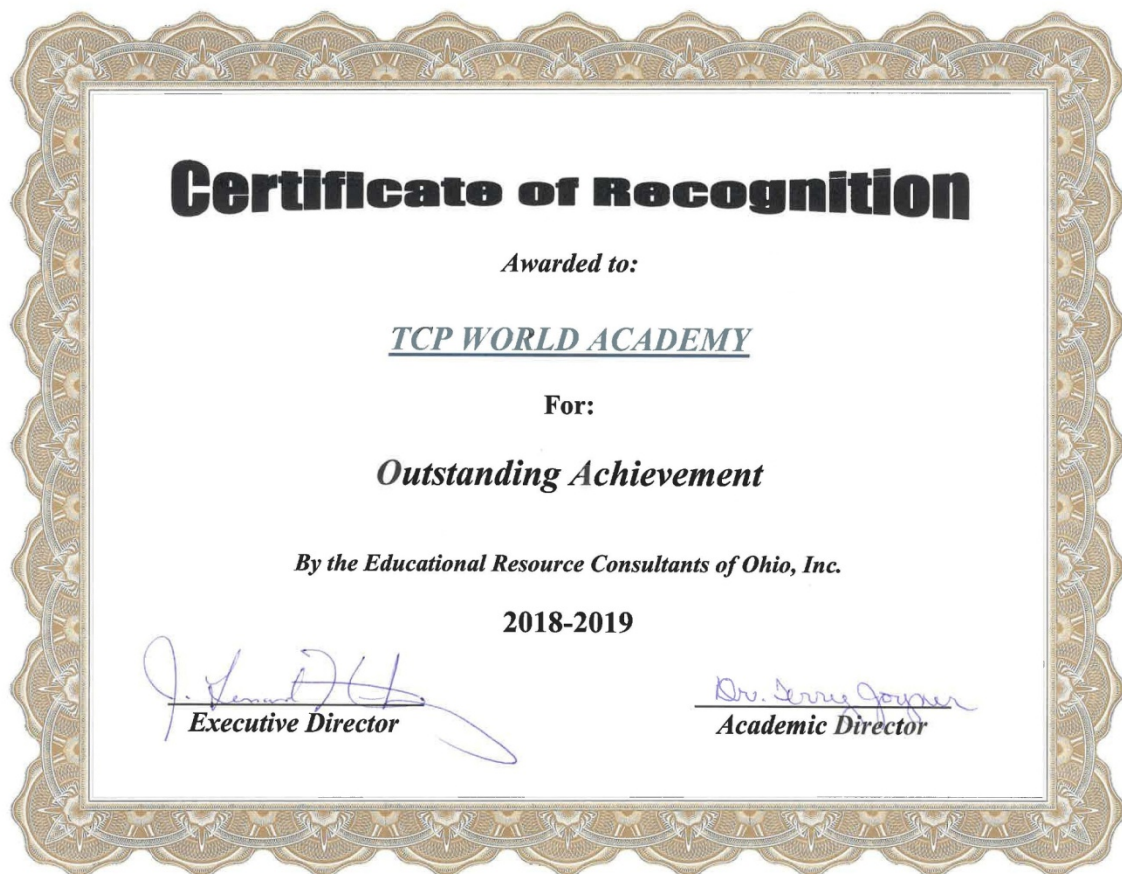 Certificate of Recognition
Awarded to:
TCP WORLD ACADEMY
For:
Outstanding Achievement
By the Educational Resource Consultants of Ohio, Inc.
2018-2019
J. Dr. Terry Joyner
Executive Director Academic Director